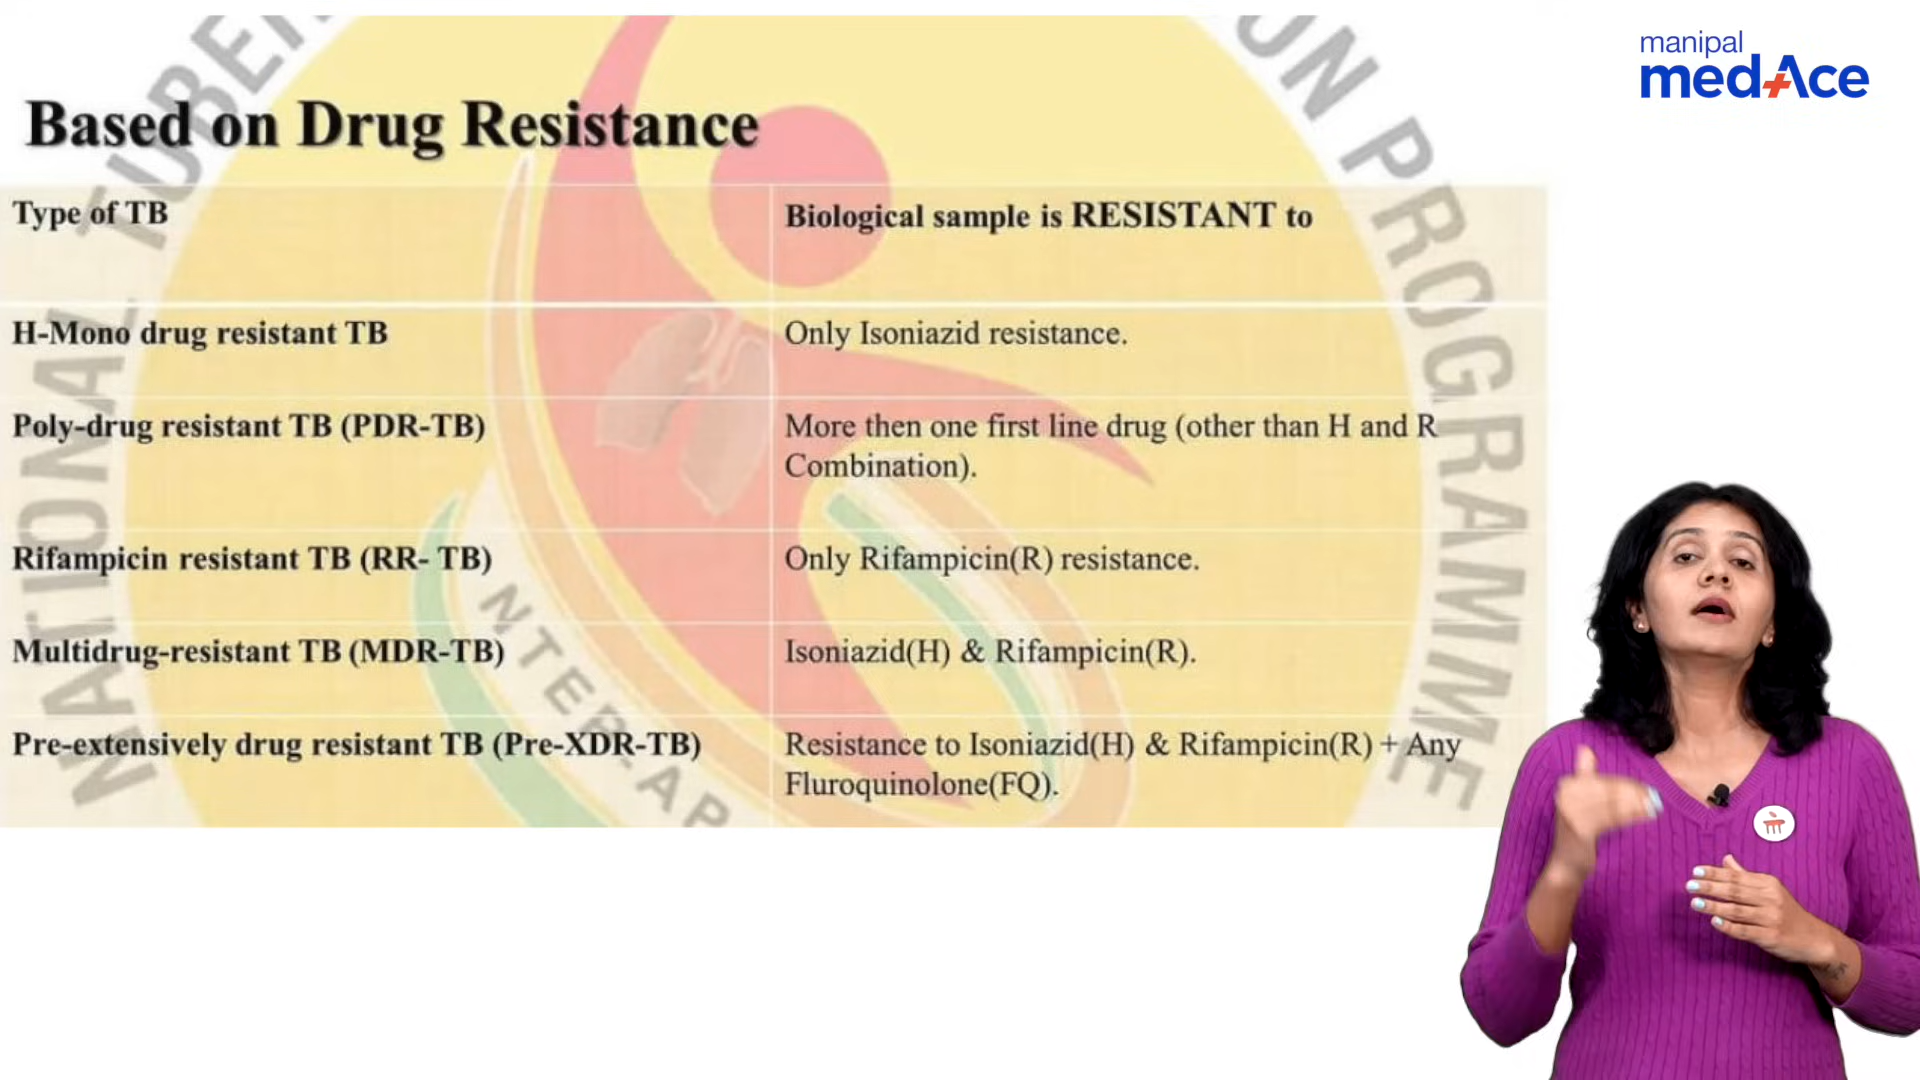 manipal
medAce
Based on Drug Resistance
Type of TB
Biological sample is RESISTANT to
H-Mono drug resistant TB
Only Isoniazid resistance.
Poly-drug resistant TB (PDR-TB)
More then one first line drug (other than H and R
Combination).
Rifampicin resistant TB (RR- TB)
Only Rifampicin(R) resistance.
Multidrug-resistant TB (MDR-TB)
Isoniazid(H) & Rifampicin(R).
Pre-extensively drug resistant TB (Pre-XDR-TB)
Resistance to Isoniazid(H) & Rifampicin(R) + Any
Fluroquinolone(FQ).
NATIONAL
PROGRAMME